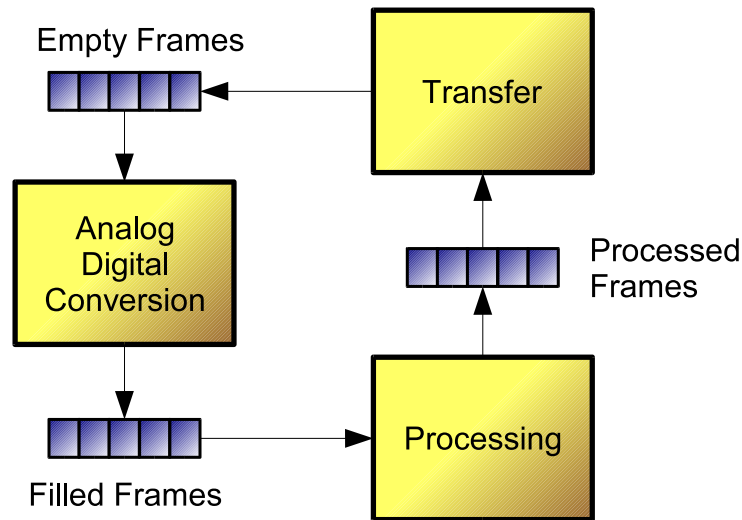 Empty Frames
Transfer
Analog
Digital
Conversion
Processed
Frames
Processing
Filled Frames